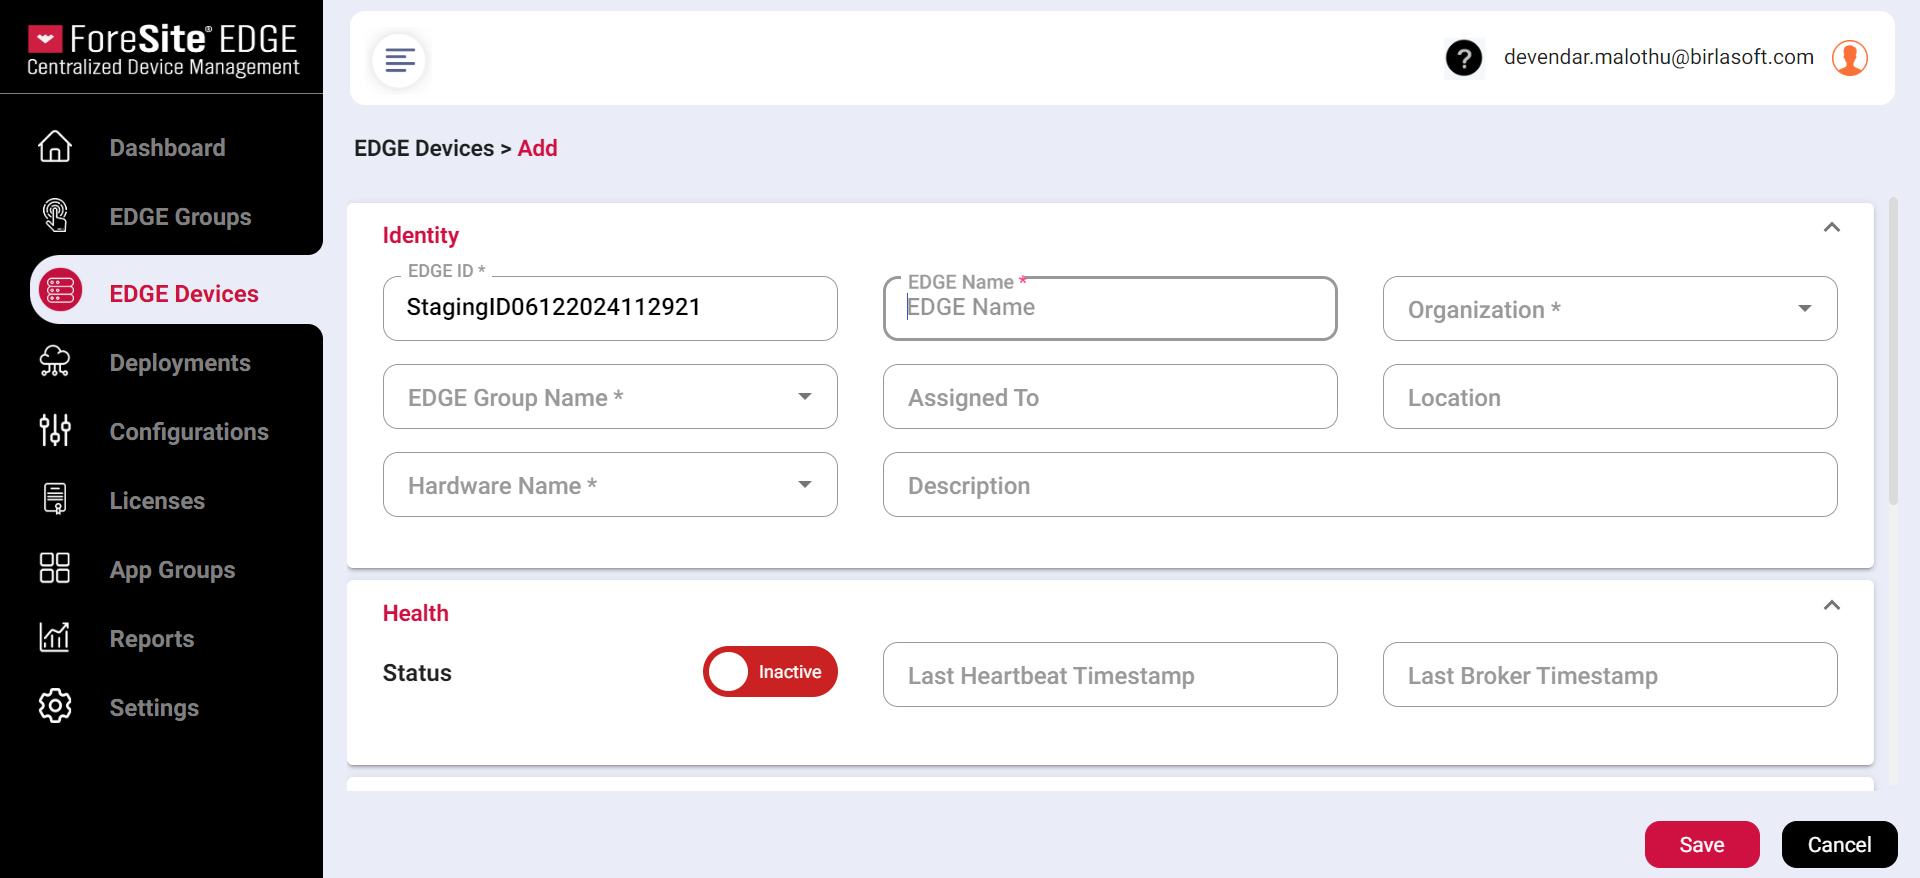 ForeSite® EDGE
Centralized Device Management
Dashboard
EDGE Groups
EDGE Devices
Deployments
Configurations
Licenses
App Groups
Reports
Settings
? devendar.malothu@birlasoft.com
EDGE Devices > Add
Identity
EDGE ID *
StagingID06122024112921
EDGE Name *
EDGE Name
Organization *
EDGE Group Name *
Assigned To
Location
Hardware Name *
Description
Health
Status
Inactive
Last Heartbeat Timestamp
Last Broker Timestamp
Save
Cancel